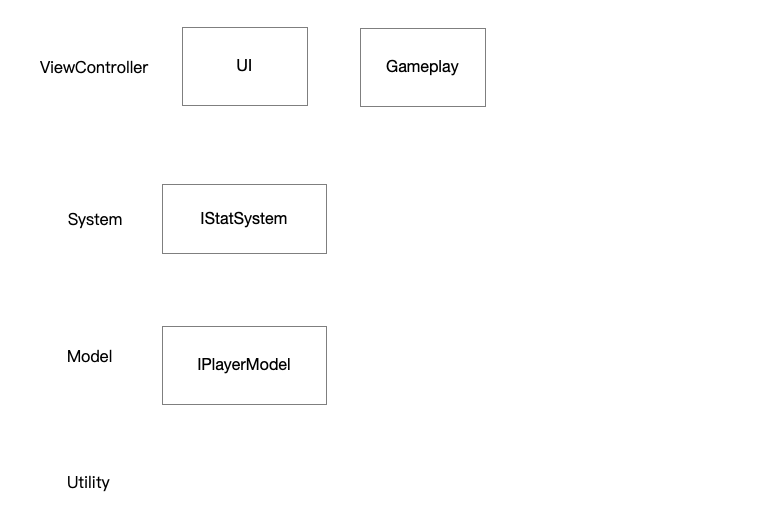 ViewController
UI
Gameplay
System
IStatSystem
Model
IPlayerModel
Utility